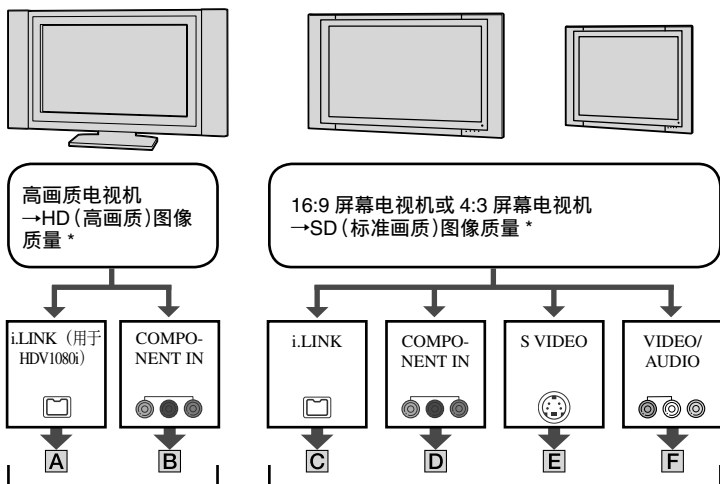 高画质电视机
→HD（高画质）图像
质量 *
16:9 屏幕电视机或 4:3 屏幕电视机
→SD（标准画质）图像质量 *
i.LINK（用于
HDV1080i）
COMPO-
NENT IN
i.LINK
COMPO-
NENT IN
S VIDEO
VIDEO/
AUDIO
A
B
C
D
E
F